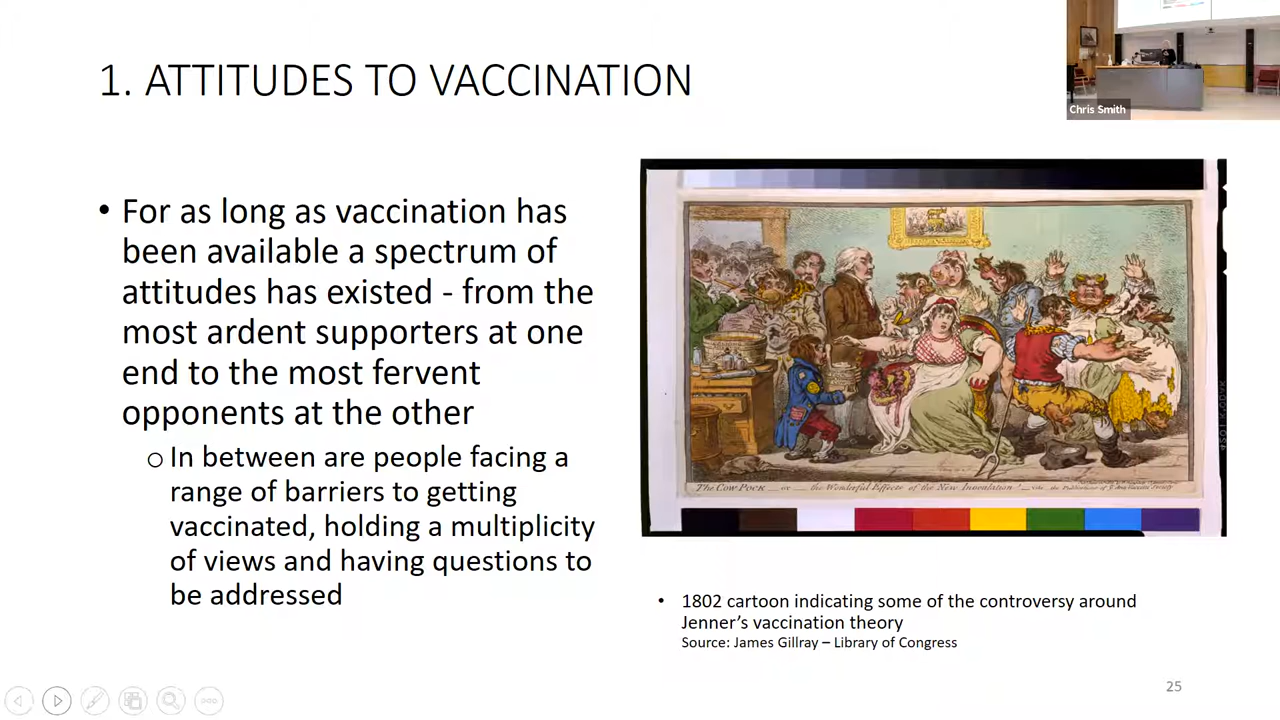 1. ATTITUDES TO VACCINATION
Chris Smith
• For as long as vaccination has
been available a spectrum of
attitudes has existed - from the
most ardent supporters at one
end to the most fervent
opponents at the other
o In between are people facing a
range of barriers to getting
vaccinated, holding a multiplicity
of views and having questions to
be addressed
The Cow Pock — or — the Wonderful Effects of the New Inoculation!
• 1802 cartoon indicating some of the controversy around
Jenner's vaccination theory
Source: James Gillray – Library of Congress
25